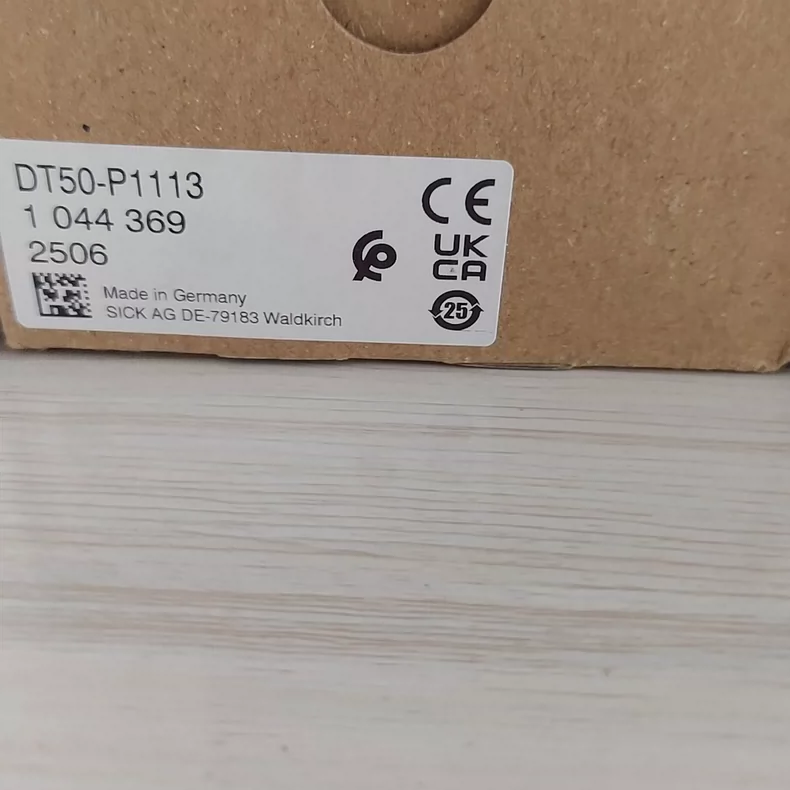 DT50-P1113
1 044 369
2506
Made in Germany
SICK AG DE-79183 Waldkirch
CE
UK
CA
25